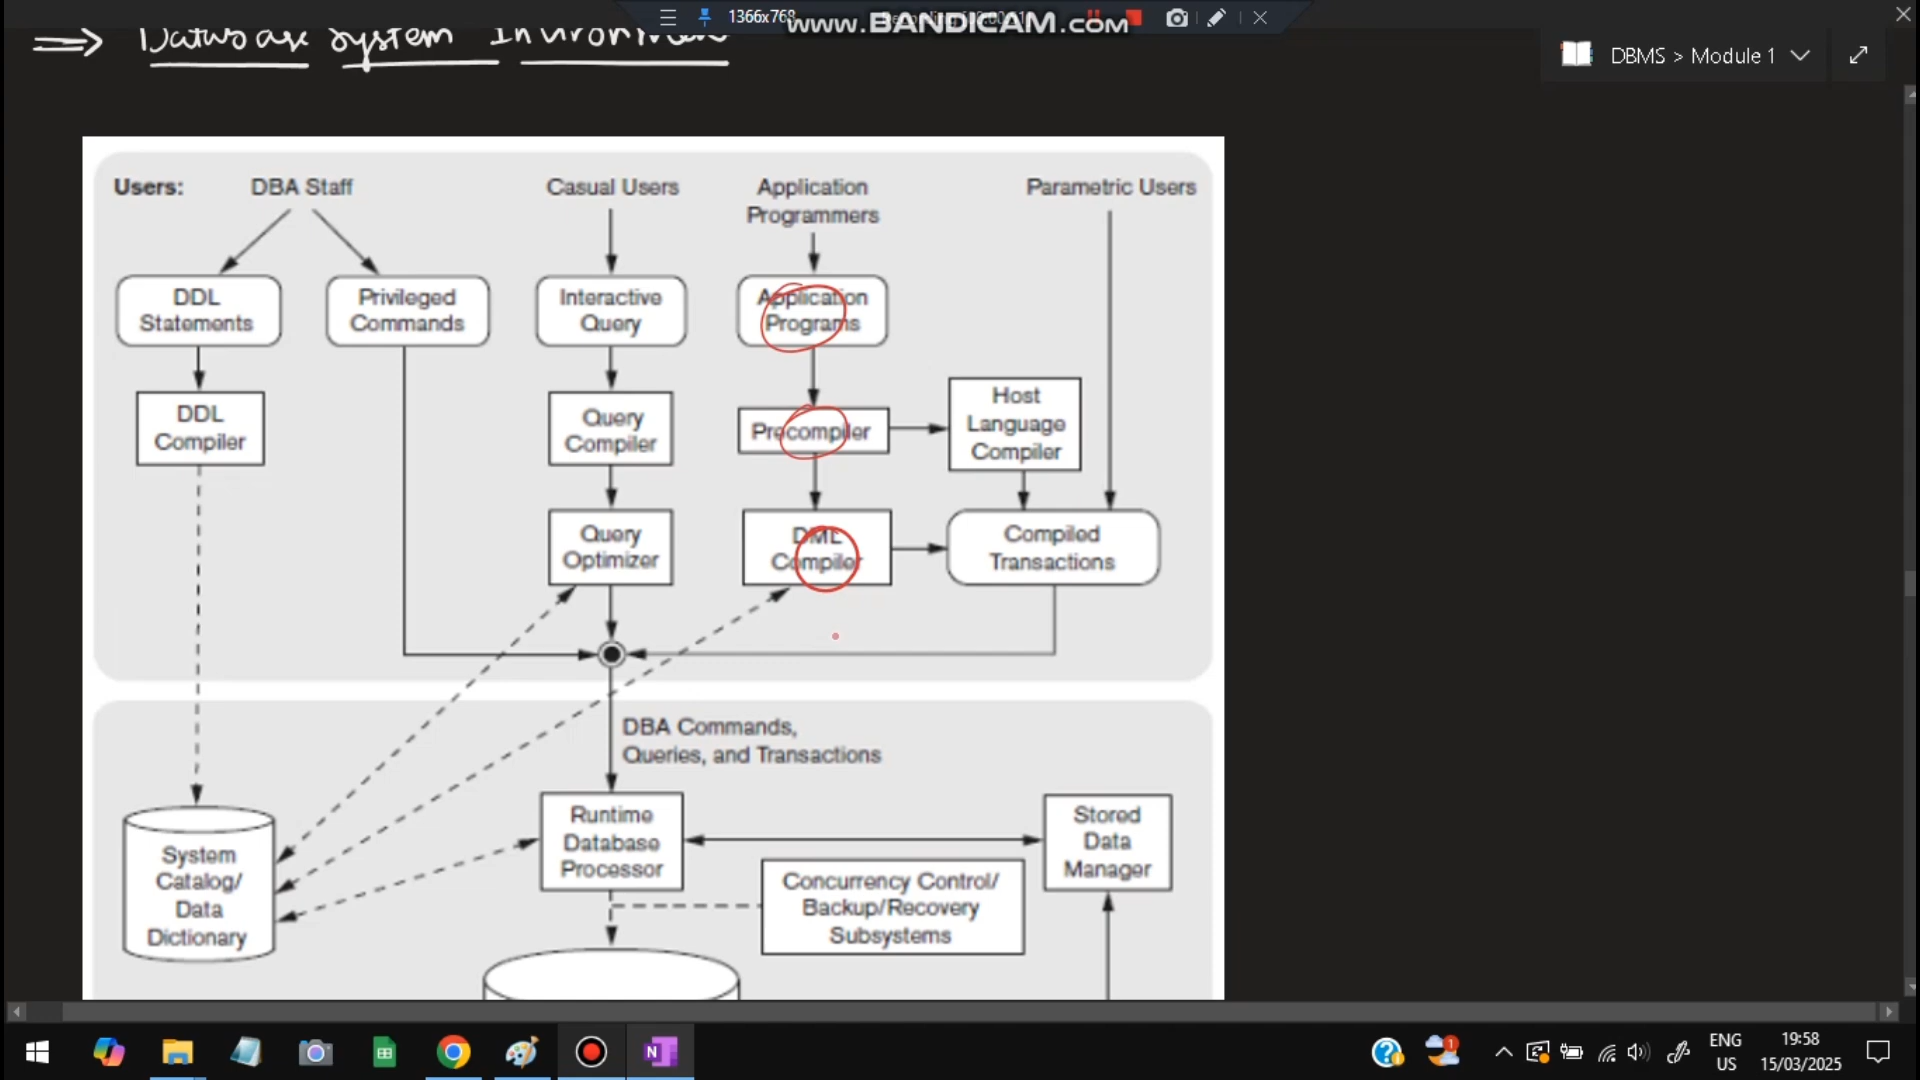 1366x768
www.BANDICAM.com
Database System Environment
DBMS > Module 1
Users:
DBA Staff
Casual Users
Application
Programmers
Parametric Users
DDL
Statements
Privileged
Commands
Interactive
Query
Application
Programs
DDL
Compiler
Query
Compiler
Precompiler
Host
Language
Compiler
Query
Optimizer
DML
Compiler
Compiled
Transactions
DBA Commands,
Queries, and Transactions
System
Catalog/
Data
Dictionary
Runtime
Database
Processor
Stored
Data
Manager
Concurrency Control/
Backup/Recovery
Subsystems
ENG
US
19:58
15/03/2025